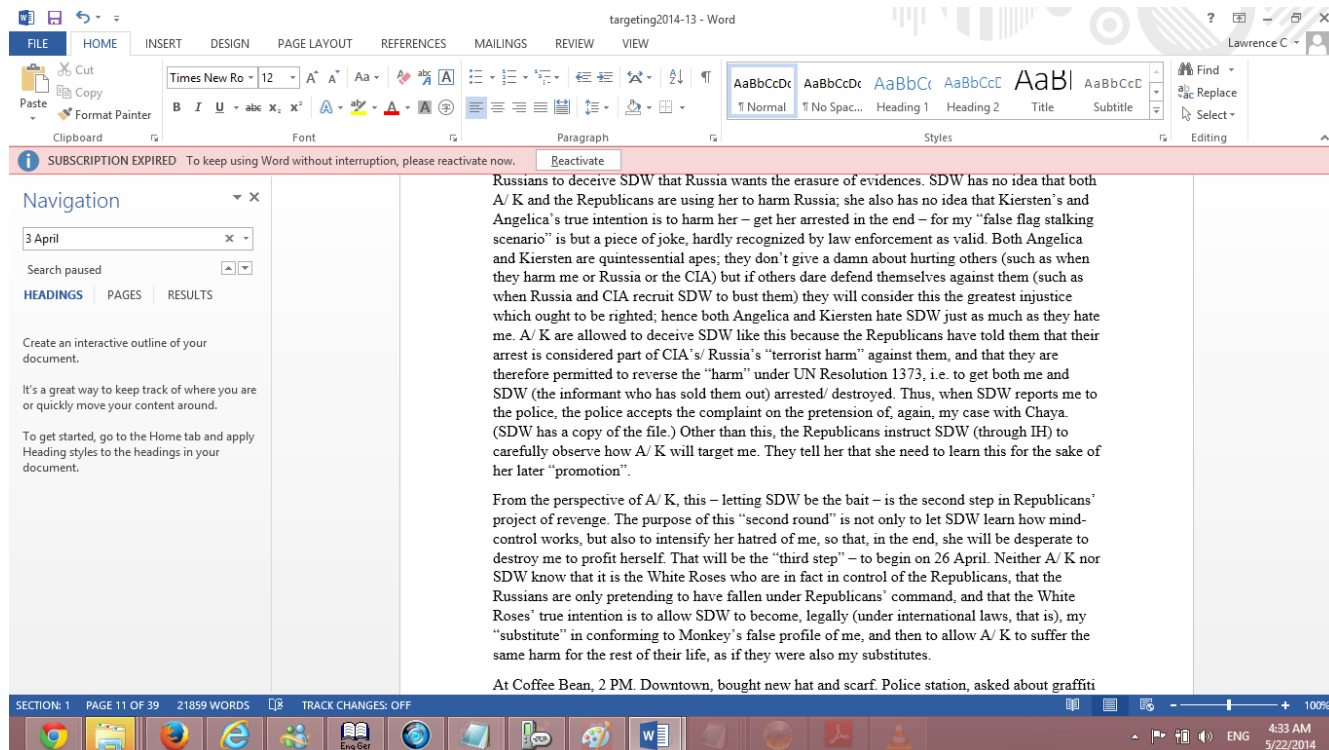 targeting2014-13 - Word
FILE HOME INSERT DESIGN PAGE LAYOUT REFERENCES MAILINGS REVIEW VIEW
Lawrence C
Paste
Cut
Copy
Format Painter
Clipboard
Times New Ro 12
Font
Paragraph
AaBbCcDc AaBbCcDc AaBbCc AaBbCcE AaB AaBbCcE
¶ Normal ¶ No Spac... Heading 1 Heading 2 Title Subtitle
Styles
Find
Replace
Select
Editing
SUBSCRIPTION EXPIRED To keep using Word without interruption, please reactivate now. Reactivate
Navigation
3 April
Search paused
HEADINGS PAGES RESULTS
Create an interactive outline of your
document.
It's a great way to keep track of where you are
or quickly move your content around.
To get started, go to the Home tab and apply
Heading styles to the headings in your
document.
Russians to deceive SDW that Russia wants the erasure of evidences. SDW has no idea that both
A/ K and the Republicans are using her to harm Russia; she also has no idea that Kiersten's and
Angelica's true intention is to harm her – get her arrested in the end – for my “false flag stalking
scenario” is but a piece of joke, hardly recognized by law enforcement as valid. Both Angelica
and Kiersten are quintessential apes; they don't give a damn about hurting others (such as when
they harm me or Russia or the CIA) but if others dare defend themselves against them (such as
when Russia and CIA recruit SDW to bust them) they will consider this the greatest injustice
which ought to be righted; hence both Angelica and Kiersten hate SDW just as much as they hate
me. A/ K are allowed to deceive SDW like this because the Republicans have told them that their
arrest is considered part of CIA's/ Russia's “terrorist harm” against them, and that they are
therefore permitted to reverse the “harm” under UN Resolution 1373, i.e. to get both me and
SDW (the informant who has sold them out) arrested/ destroyed. Thus, when SDW reports me to
the police, the police accepts the complaint on the pretension of, again, my case with Chaya.
(SDW has a copy of the file.) Other than this, the Republicans instruct SDW (through IH) to
carefully observe how A/ K will target me. They tell her that she need to learn this for the sake of
her later “promotion”.
From the perspective of A/ K, this – letting SDW be the bait – is the second step in Republicans'
project of revenge. The purpose of this “second round” is not only to let SDW learn how mind-
control works, but also to intensify her hatred of me, so that, in the end, she will be desperate to
destroy me to profit herself. That will be the “third step” – to begin on 26 April. Neither A/ K nor
SDW know that it is the White Roses who are in fact in control of the Republicans, that the
Russians are only pretending to have fallen under Republicans' command, and that the White
Roses' true intention is to allow SDW to become, legally (under international laws, that is), my
“substitute” in conforming to Monkey's false profile of me, and then to allow A/ K to suffer the
same harm for the rest of their life, as if they were also my substitutes.
At Coffee Bean, 2 PM. Downtown, bought new hat and scarf. Police station, asked about graffiti
SECTION: 1 PAGE 11 OF 39 21859 WORDS TRACK CHANGES: OFF 100%
Eng Ger
ENG
4:33 AM
5/22/2014